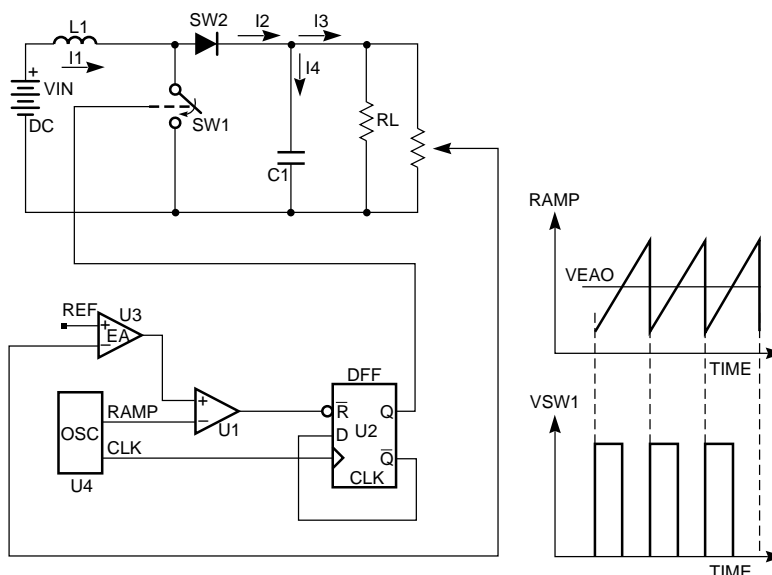 L1
SW2
I2
I3
I1
I4
+
VIN
DC
SW1
RL
C1
RAMP
VEAO
TIME
REF
U3
+
EA
−
DFF
+
−
U1
RAMP
OSC
CLK
U4
R̅
Q
D
U2
Q̅
CLK
VSW1
TIME